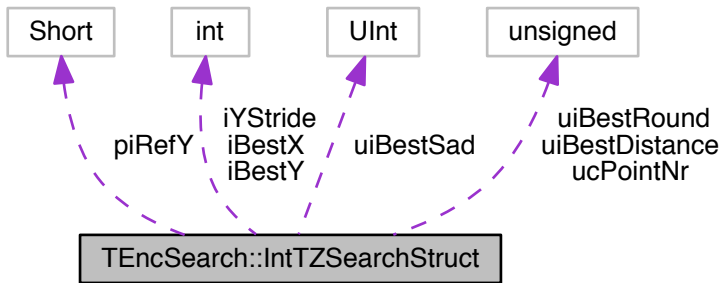 Short
int
UInt
unsigned
piRefY
iYStride
iBestX
iBestY
uiBestSad
uiBestRound
uiBestDistance
ucPointNr
TEncSearch::IntTZSearchStruct